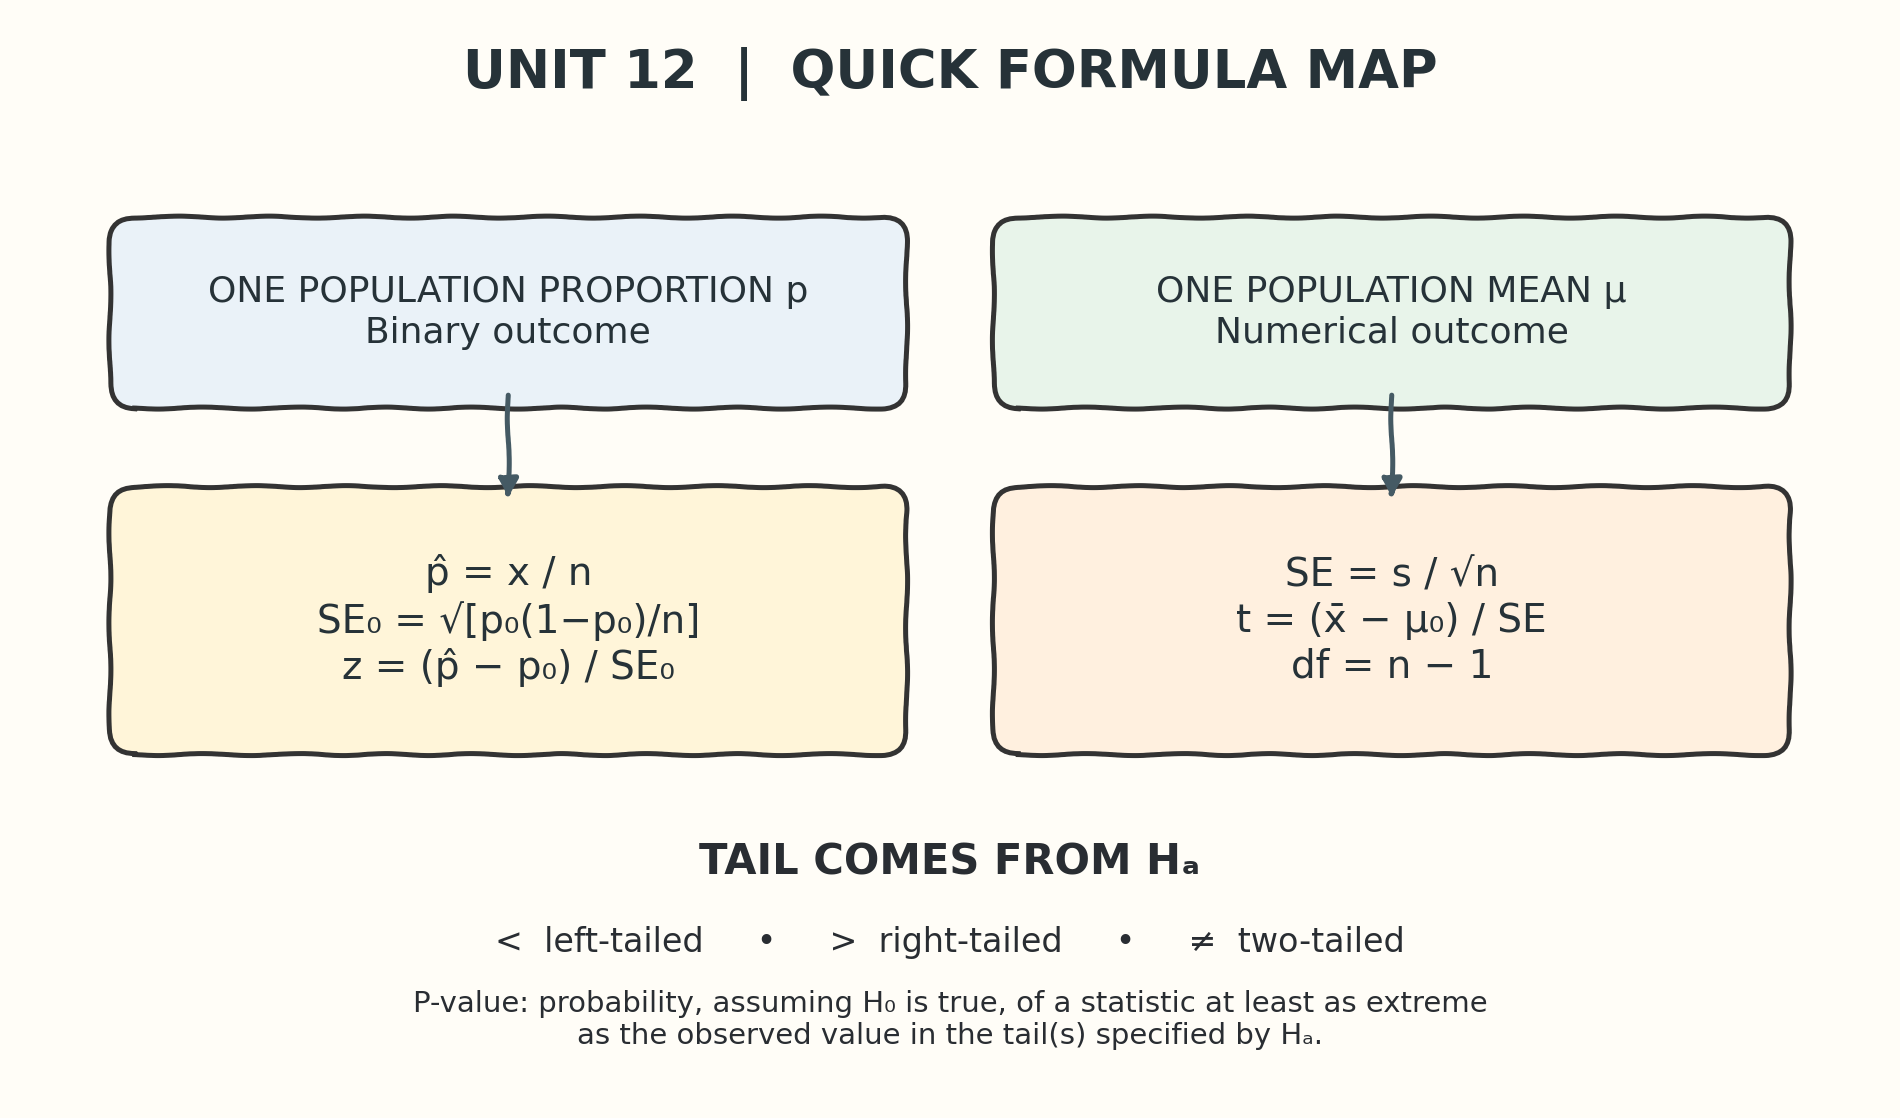 UNIT 12 | QUICK FORMULA MAP
ONE POPULATION PROPORTION p
Binary outcome
p̂ = x / n
SE₀ = √[p₀(1−p₀)/n]
z = (p̂ − p₀) / SE₀
ONE POPULATION MEAN μ
Numerical outcome
SE = s / √n
t = (x̄ − μ₀) / SE
df = n − 1
TAIL COMES FROM Hₐ
< left-tailed • > right-tailed • ≠ two-tailed
P-value: probability, assuming H₀ is true, of a statistic at least as extreme
as the observed value in the tail(s) specified by Hₐ.